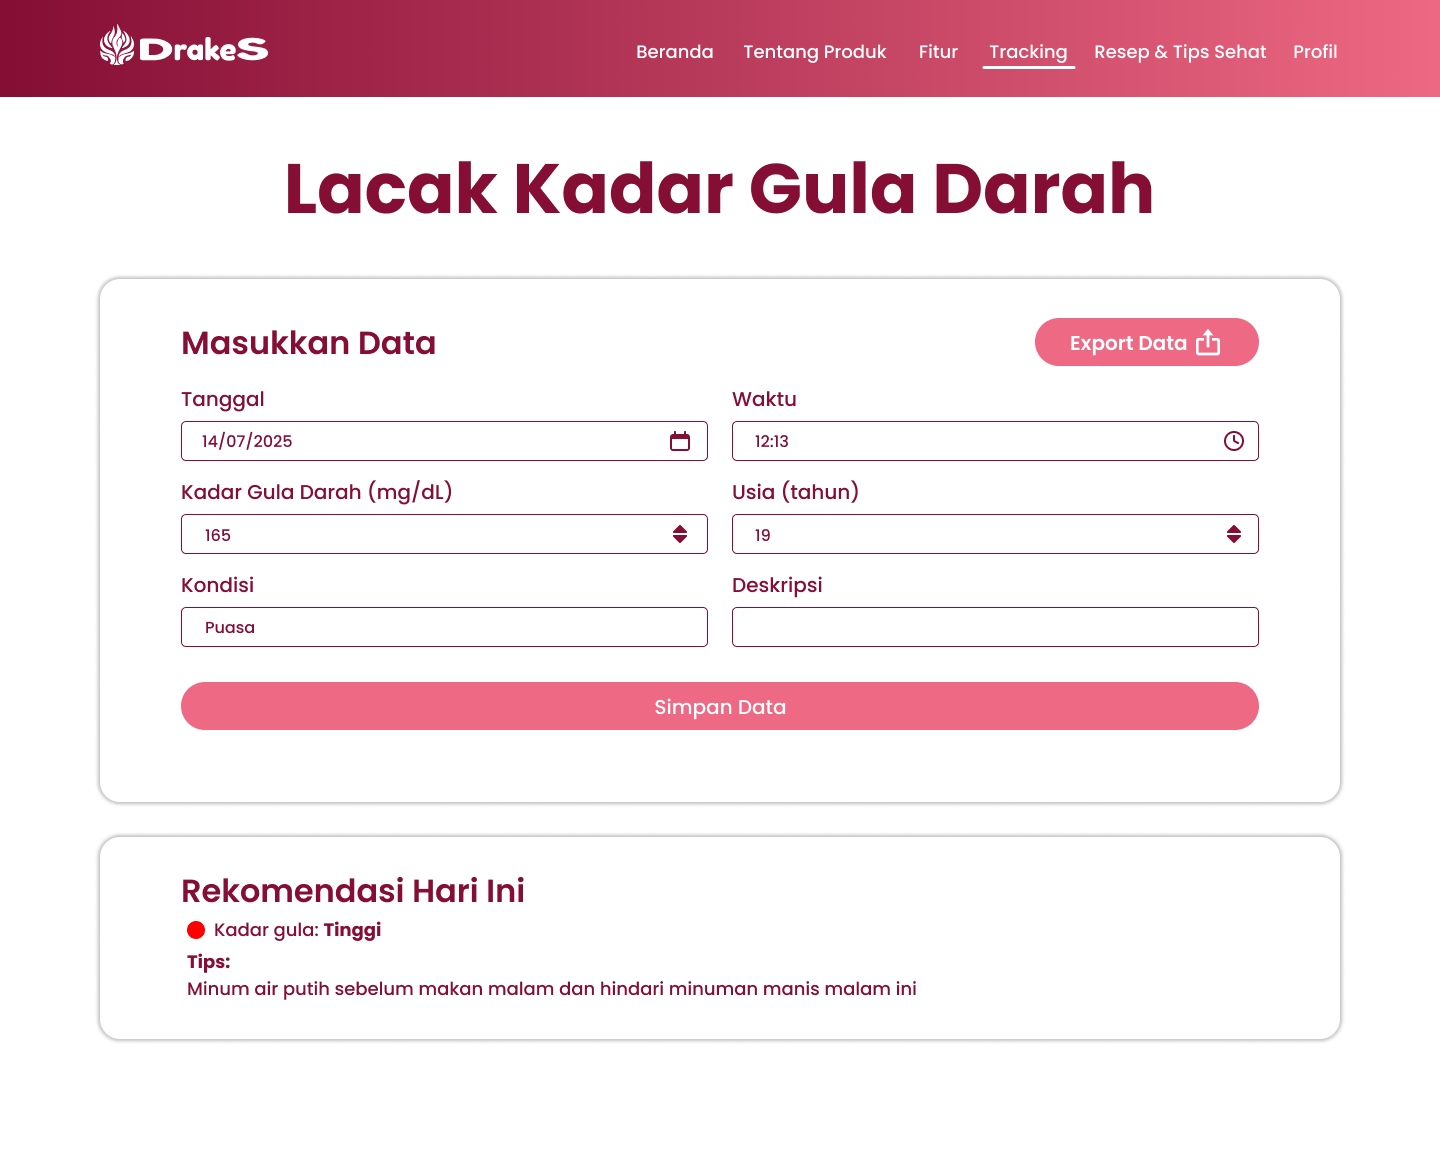 DrakeS
Beranda Tentang Produk Fitur Tracking Resep & Tips Sehat Profil
Lacak Kadar Gula Darah
Masukkan Data
Export Data
Tanggal
Waktu
14/07/2025
12:13
Kadar Gula Darah (mg/dL)
Usia (tahun)
165
19
Kondisi
Deskripsi
Puasa
Simpan Data
Rekomendasi Hari Ini
Kadar gula: Tinggi
Tips:
Minum air putih sebelum makan malam dan hindari minuman manis malam ini